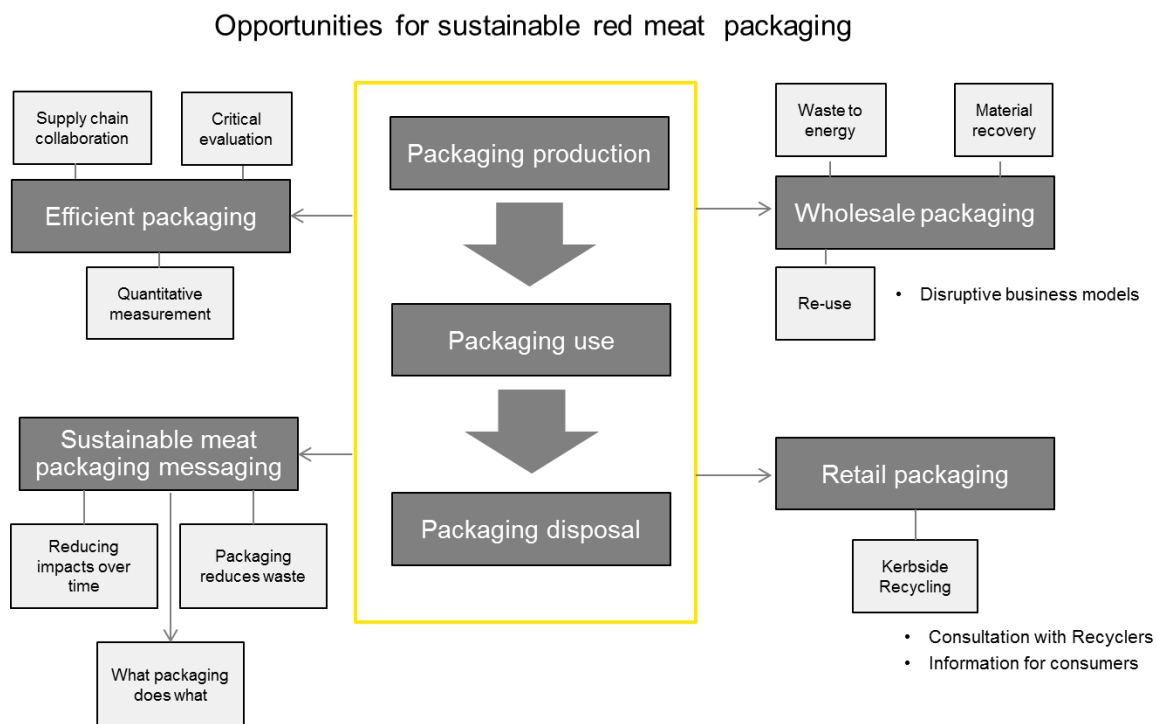 Opportunities for sustainable red meat packaging
Supply chain
collaboration
Critical
evaluation
Efficient packaging
Quantitative
measurement
Sustainable meat
packaging messaging
Reducing
impacts over
time
Packaging
reduces waste
What packaging
does what
Packaging production
Packaging use
Packaging disposal
Waste to
energy
Material
recovery
Wholesale packaging
Re-use
• Disruptive business models
Retail packaging
Kerbside
Recycling
• Consultation with Recyclers
• Information for consumers